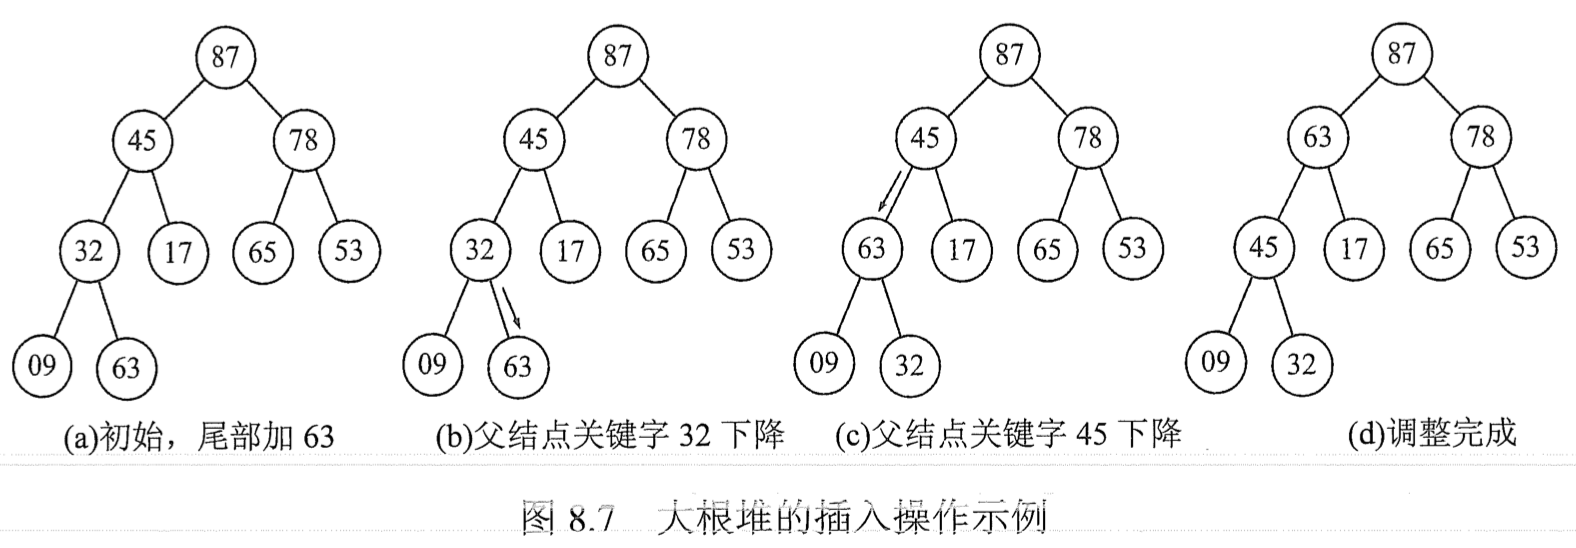 87 87 87 87
45 78 45 78 45 78 63 78
32 17 65 53 32 17 65 53 63 17 65 53 45 17 65 53
09 63 09 63 09 32 09 32
(a)初始，尾部加 63 (b)父结点关键字 32 下降 (c)父结点关键字 45 下降 (d)调整完成
图 8.7 大根堆的插入操作示例